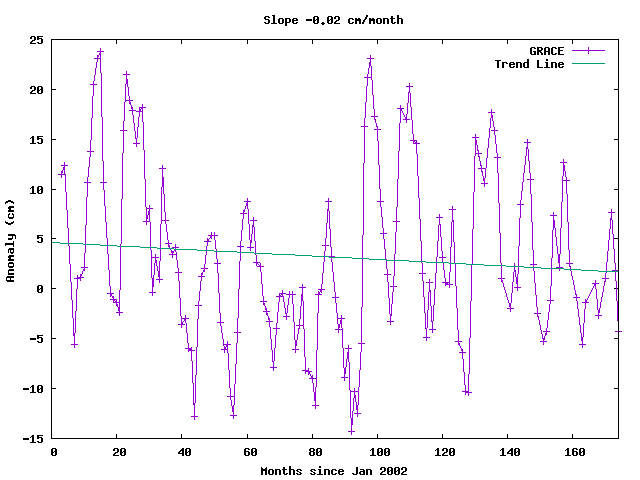 Slope -0.02 cm/month
25
20
15
10
5
0
-5
-10
-15
Anomaly (cm)
GRACE
Trend Line
0 20 40 60 80 100 120 140 160
Months since Jan 2002